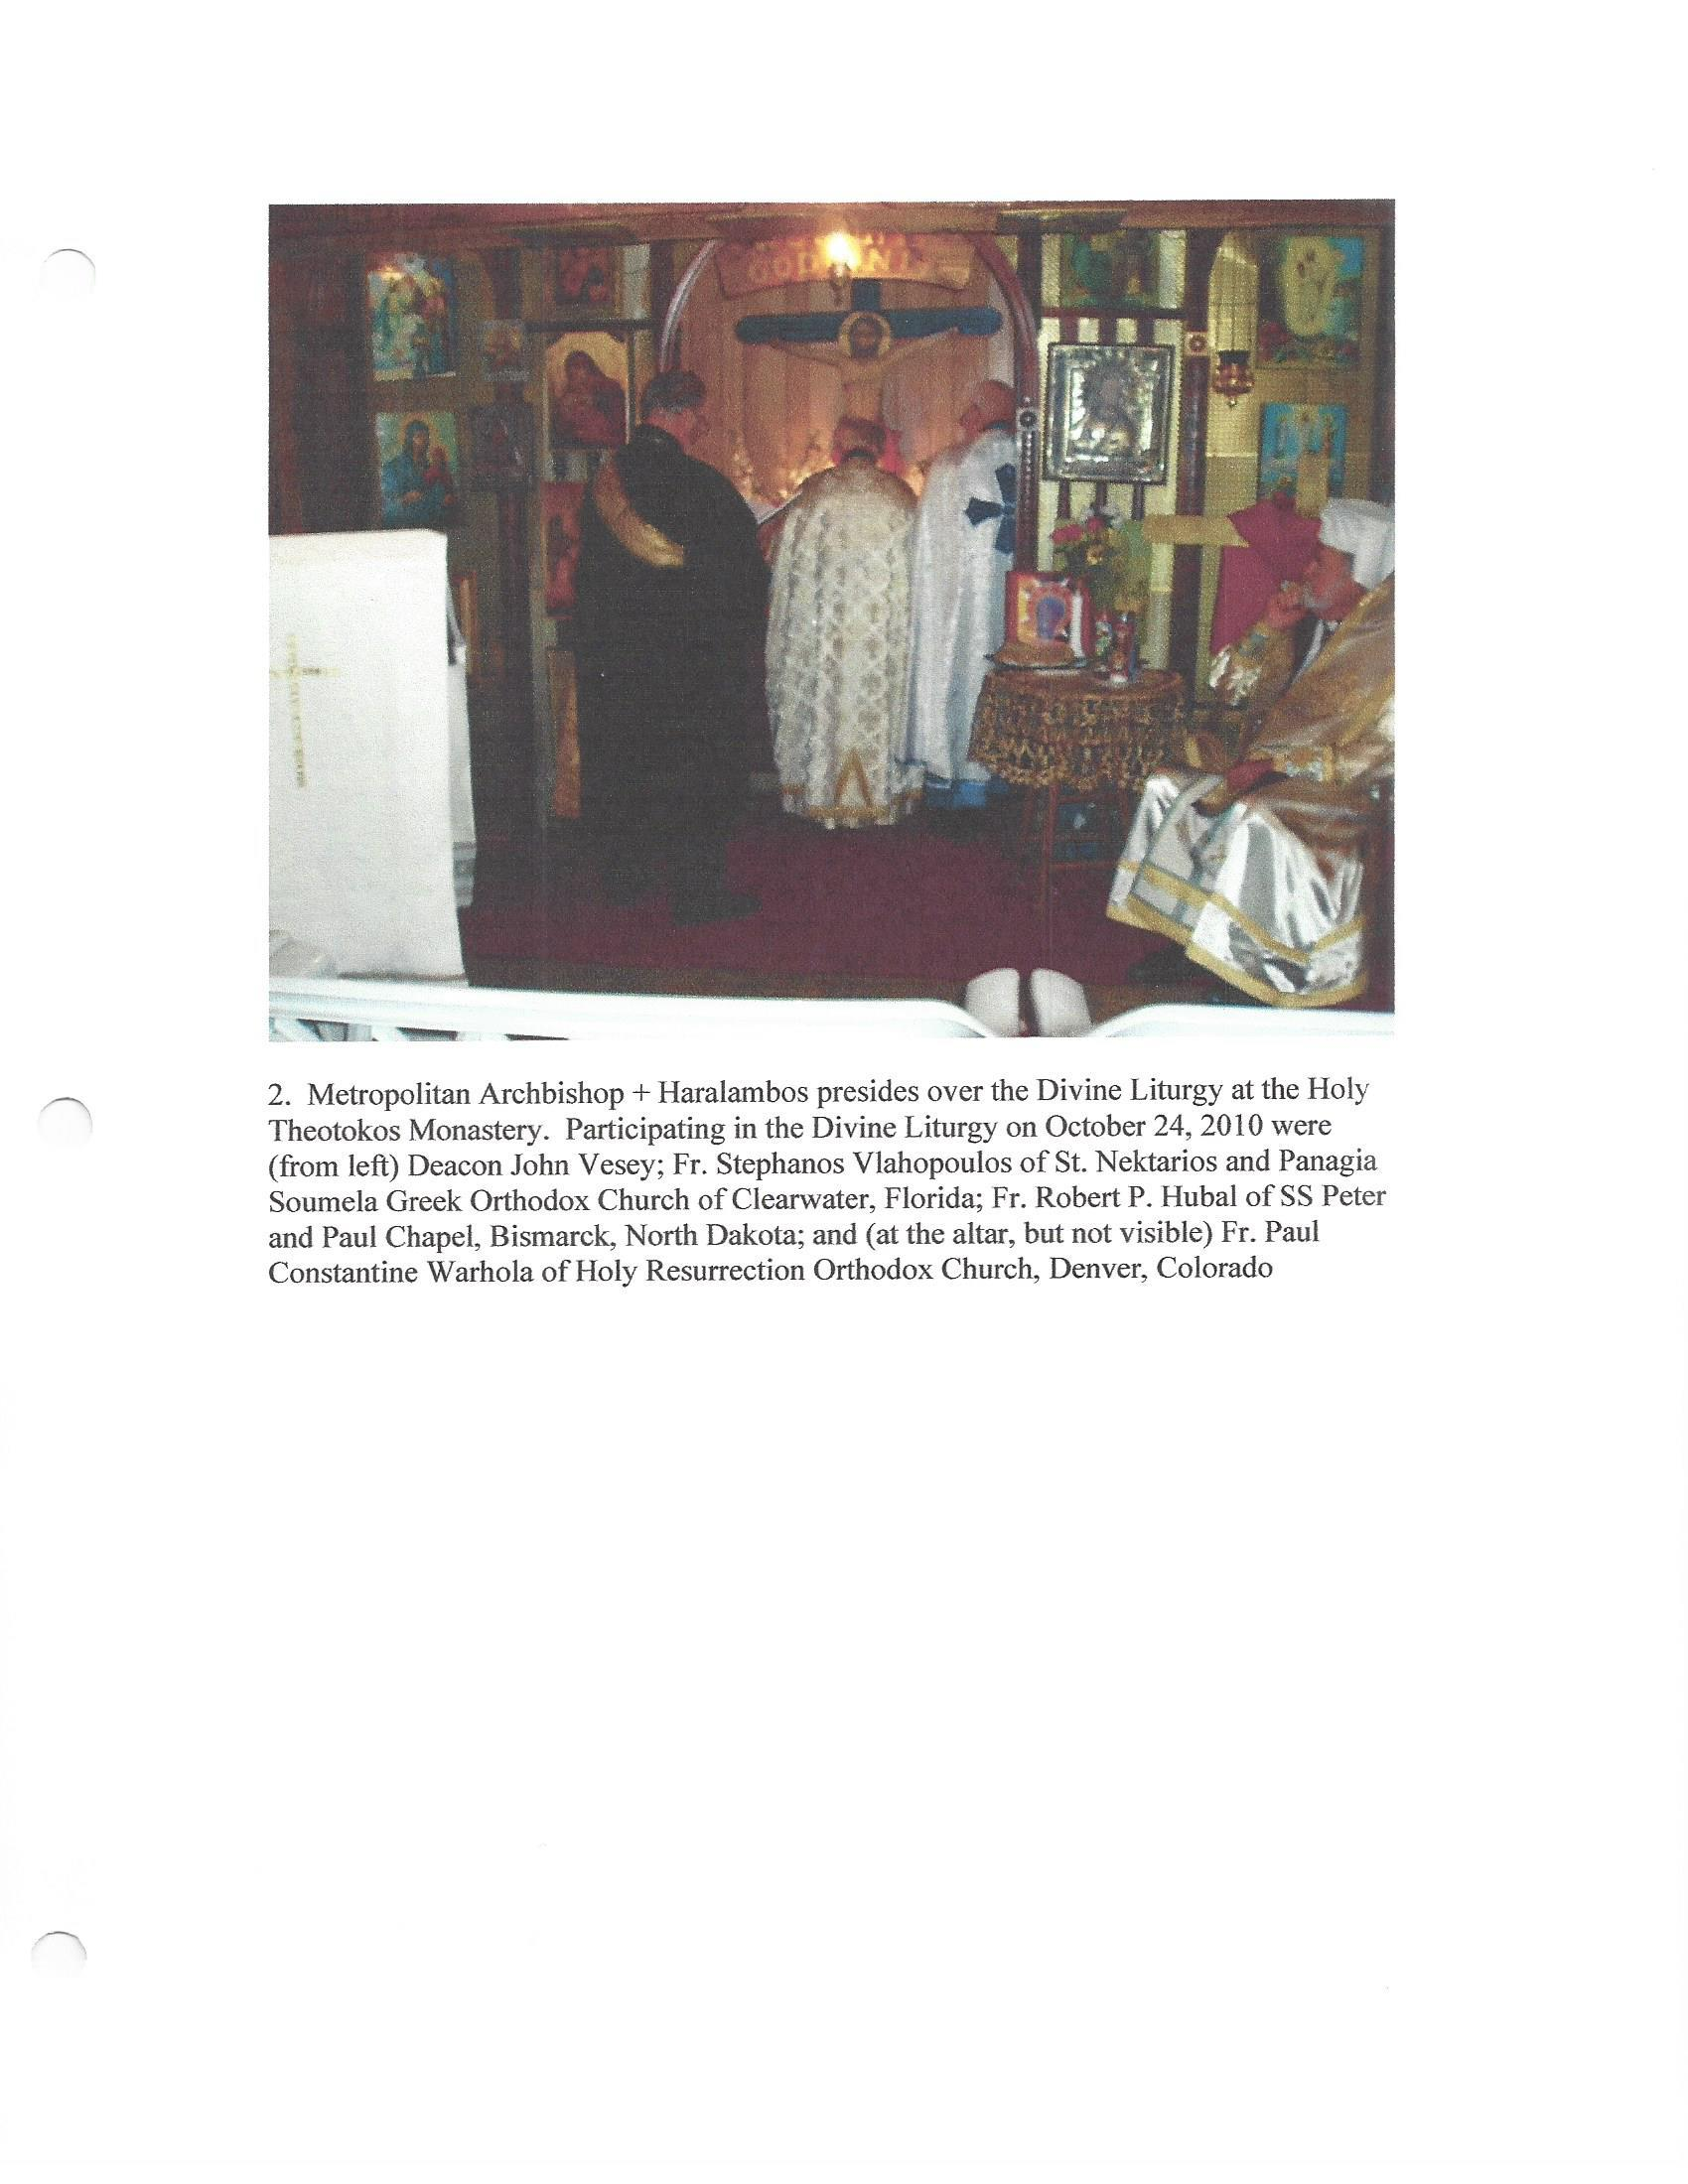 GOD
2. Metropolitan Archbishop + Haralambos presides over the Divine Liturgy at the Holy
Theotokos Monastery. Participating in the Divine Liturgy on October 24, 2010 were
(from left) Deacon John Vesey; Fr. Stephanos Vlahopoulos of St. Nektarios and Panagia
Soumela Greek Orthodox Church of Clearwater, Florida; Fr. Robert P. Hubal of SS Peter
and Paul Chapel, Bismarck, North Dakota; and (at the altar, but not visible) Fr. Paul
Constantine Warhola of Holy Resurrection Orthodox Church, Denver, Colorado